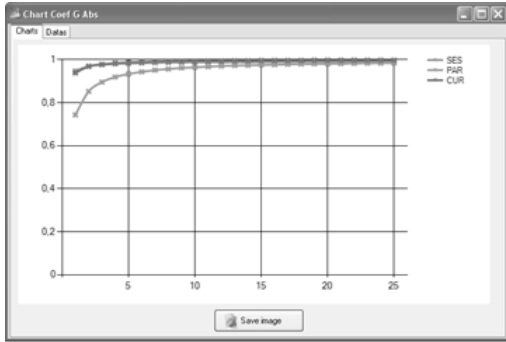 Chart Coef G Abs
Charts Datas
1
0,8
0,6
0,4
0,2
0
5 10 15 20 25
SES
PAR
CUR
Save image